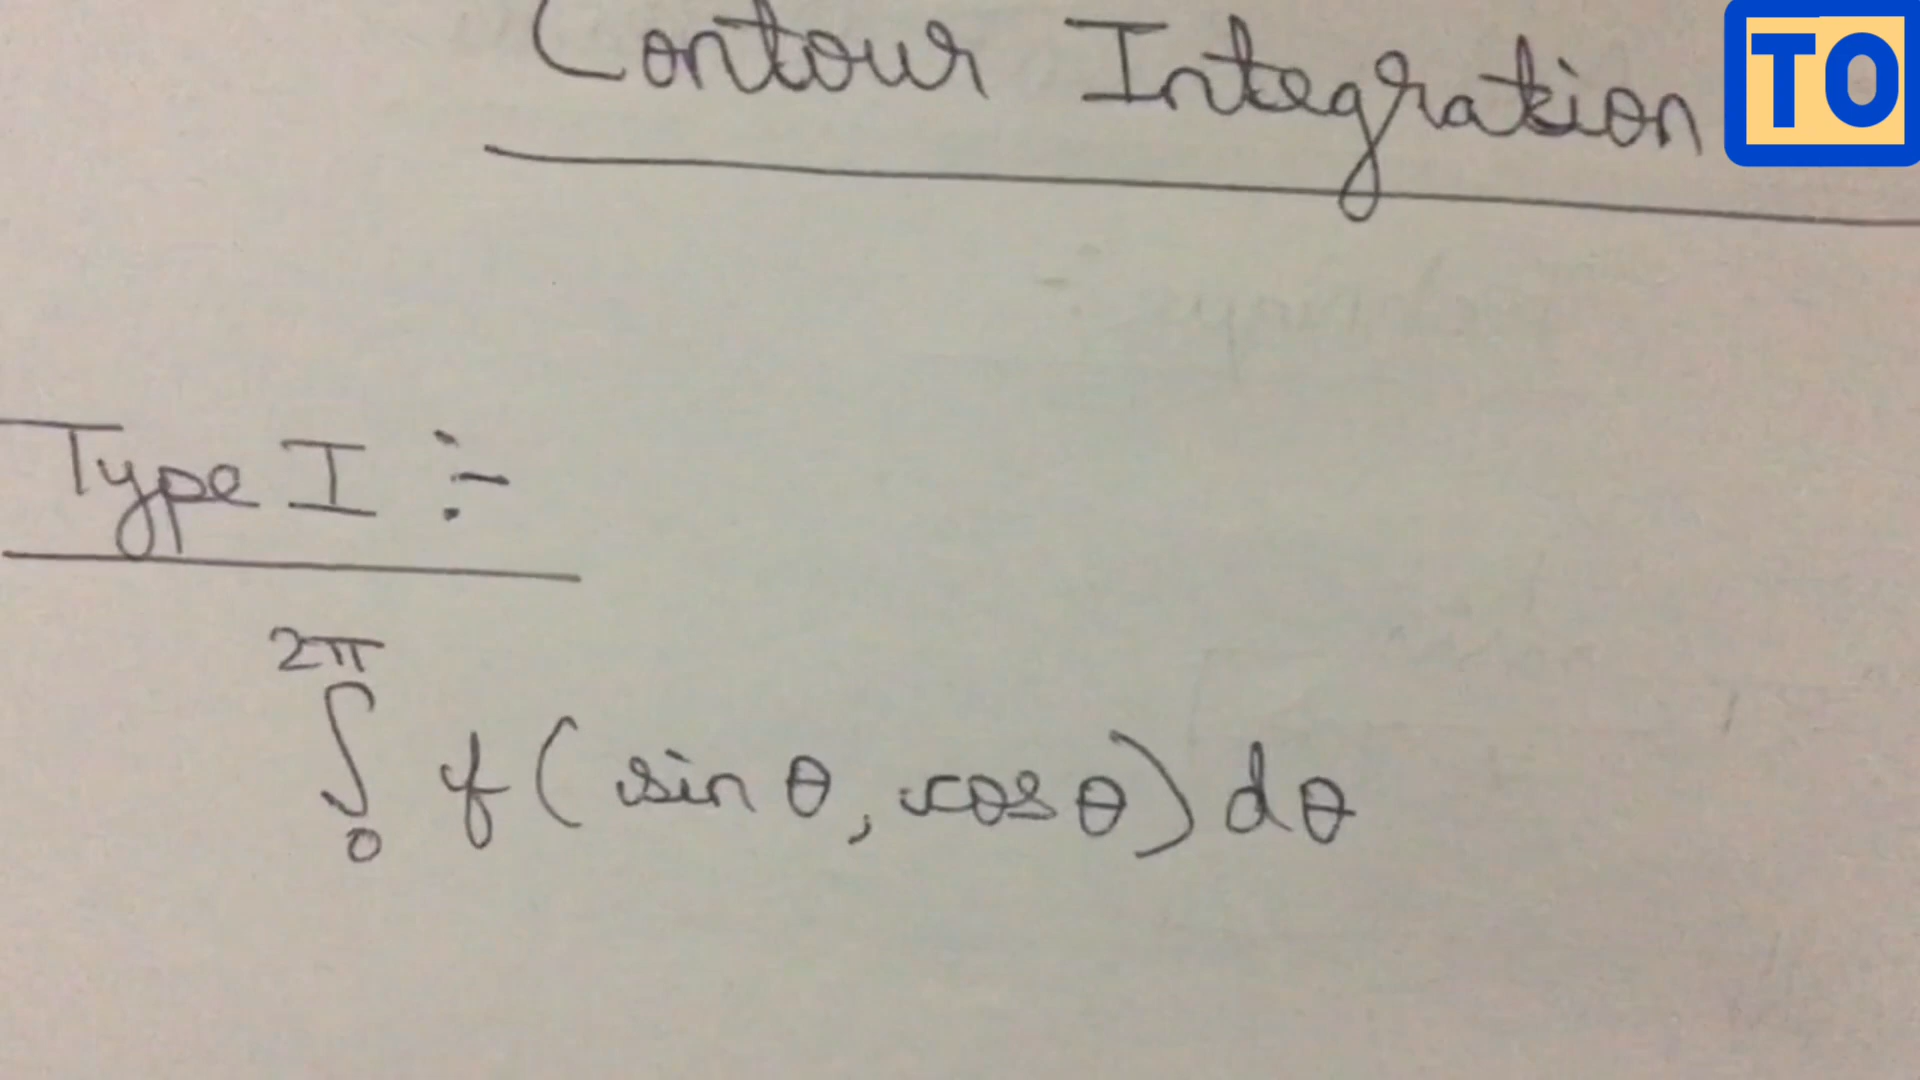 Contour Integration
TO
Type I :-
2π
∫ f(sin θ, cos θ) dθ
0